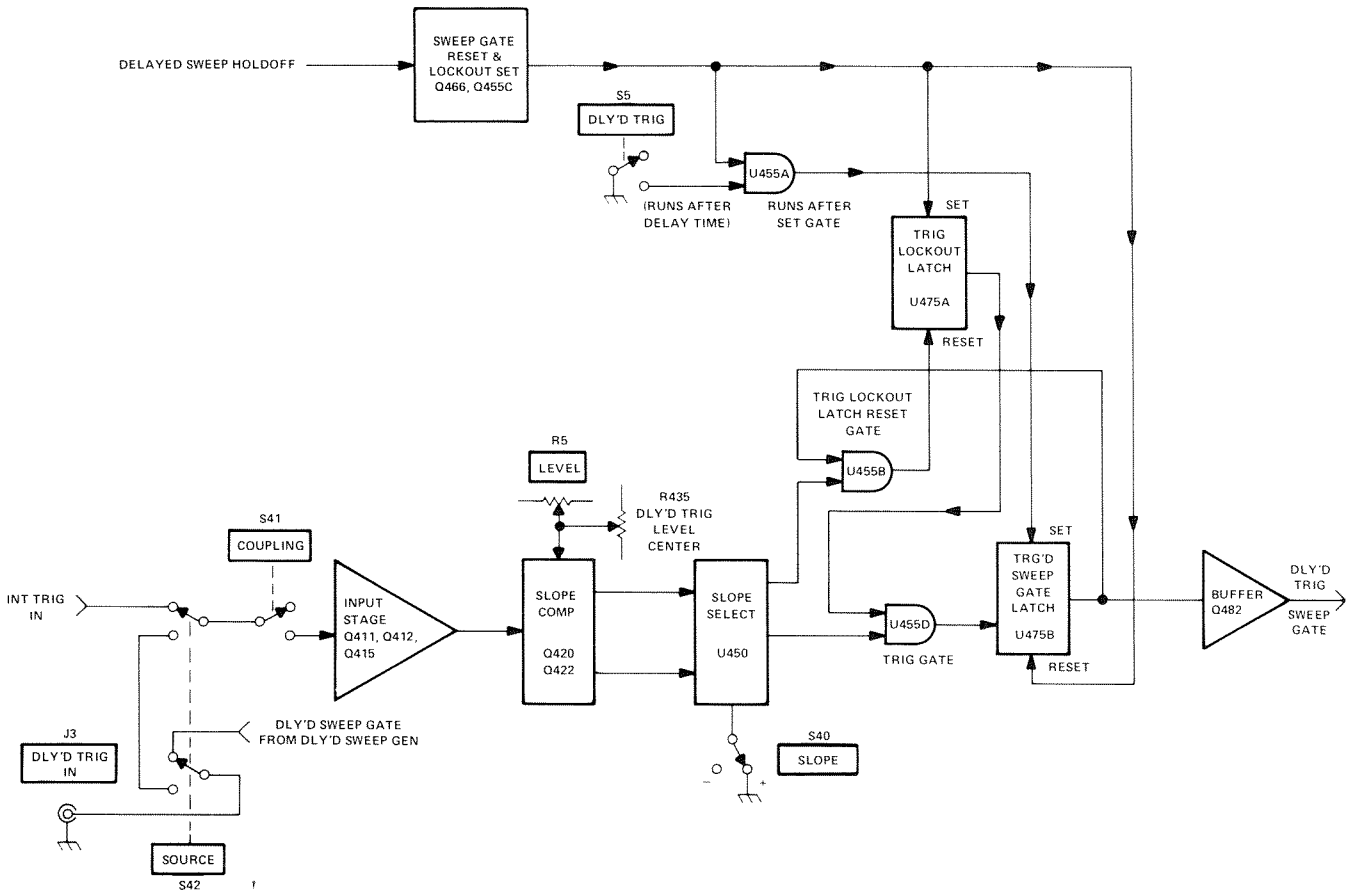 DELAYED SWEEP HOLDOFF
SWEEP GATE
RESET &
LOCKOUT SET
Q466, Q455C
S5
DLY'D TRIG
(RUNS AFTER
DELAY TIME)
U455A
RUNS AFTER
SET GATE
SET
TRIG
LOCKOUT
LATCH
U475A
RESET
TRIG LOCKOUT
LATCH RESET
GATE
U455B
R5
LEVEL
R435
DLY'D TRIG
LEVEL
CENTER
S41
COUPLING
INT TRIG
IN
INPUT
STAGE
Q411, Q412,
Q415
SLOPE
COMP
Q420
Q422
SLOPE
SELECT
U450
U455D
TRIG GATE
SET
TRG'D
SWEEP
GATE
LATCH
U475B
RESET
BUFFER
Q482
DLY'D
TRIG
SWEEP
GATE
DLY'D SWEEP GATE
FROM DLY'D SWEEP GEN
J3
DLY'D TRIG
IN
S40
SLOPE
– +
SOURCE
S42